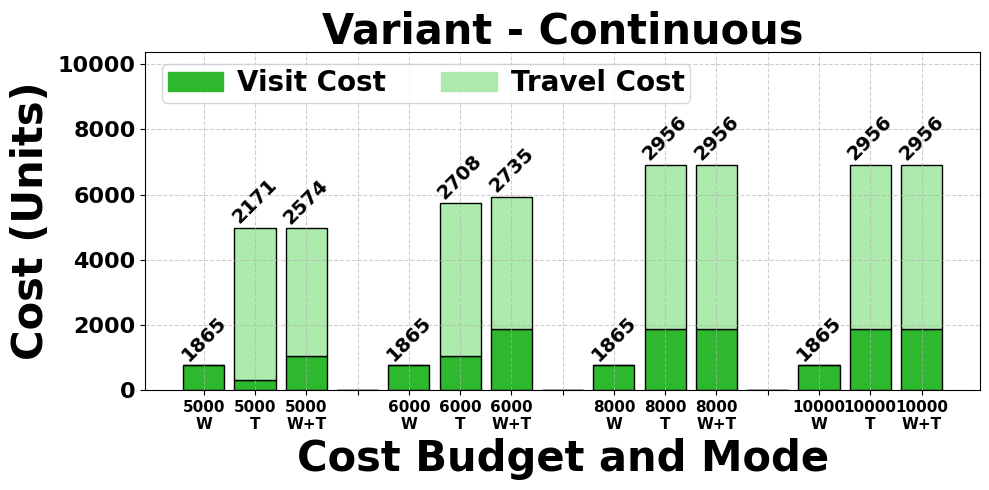 Variant - Continuous
Cost (Units)
10000
8000
6000
4000
2000
0
Visit Cost Travel Cost
1865 2171 2574 1865 2708 2735 1865 2956 2956 1865 2956 2956
5000 5000 5000 6000 6000 6000 8000 8000 8000 10000 10000 10000
W T W+T W T W+T W T W+T W T W+T
Cost Budget and Mode